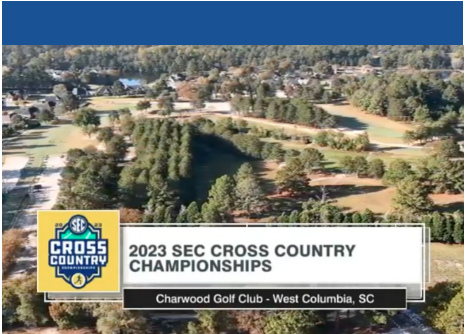 SEC
CROSS
COUNTRY
CHAMPIONSHIPS
2023 SEC CROSS COUNTRY
CHAMPIONSHIPS
Charwood Golf Club - West Columbia, SC